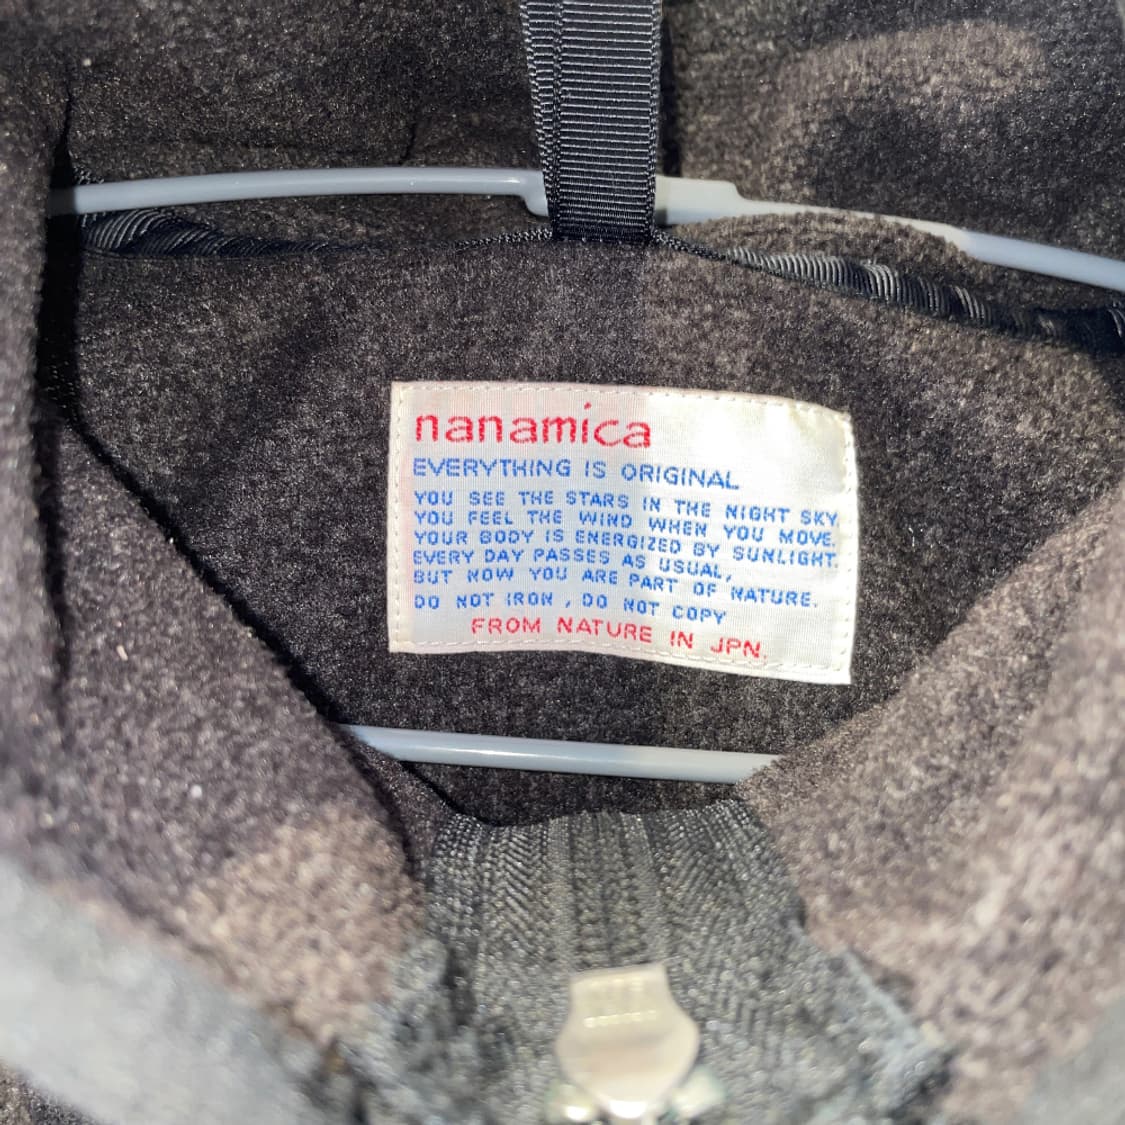 nanamica
EVERYTHING IS ORIGINAL
YOU SEE THE STARS IN THE NIGHT SKY.
YOU FEEL THE WIND WHEN YOU MOVE.
YOUR BODY IS ENERGIZED BY SUNLIGHT.
EVERY DAY PASSES AS USUAL,
BUT NOW YOU ARE PART OF NATURE.
DO NOT IRON , DO NOT COPY
FROM NATURE IN JPN.